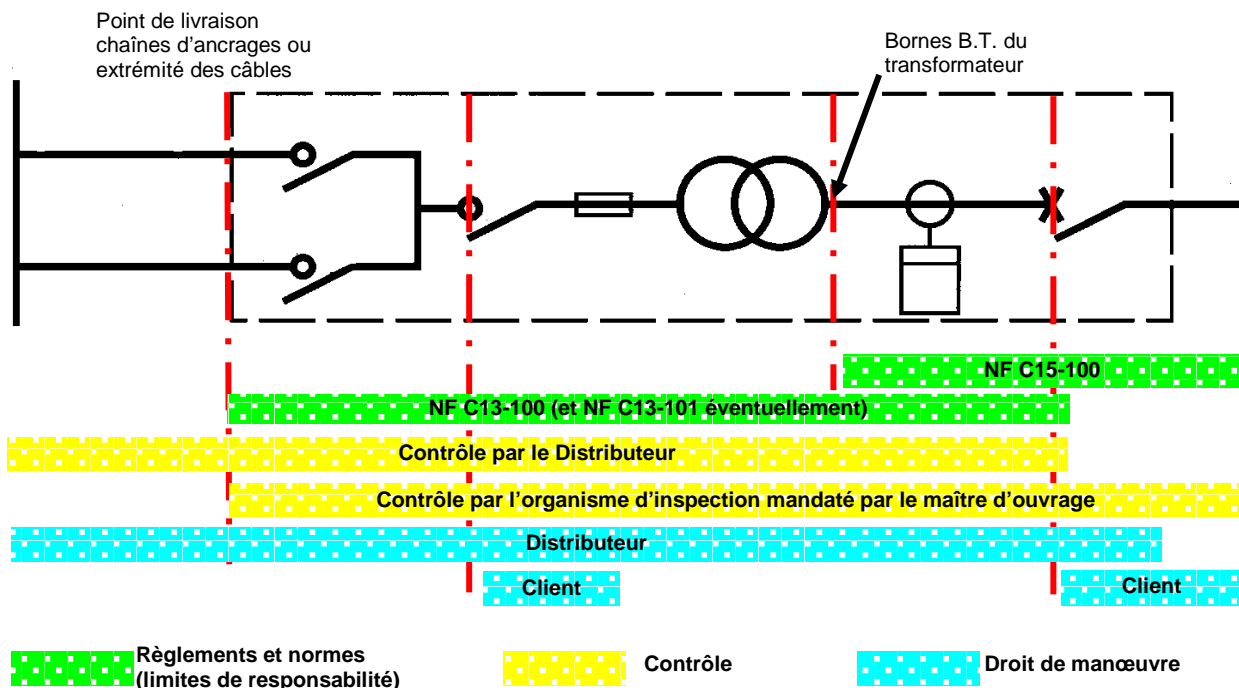 Point de livraison
chaînes d'ancrages ou
extrémité des câbles
Bornes B.T. du
transformateur
NF C15-100
NF C13-100 (et NF C13-101 éventuellement)
Contrôle par le Distributeur
Contrôle par l'organisme d'inspection mandaté par le maître d'ouvrage
Distributeur
Client
Client
Règlements et normes
(limites de responsabilité)
Contrôle
Droit de manœuvre